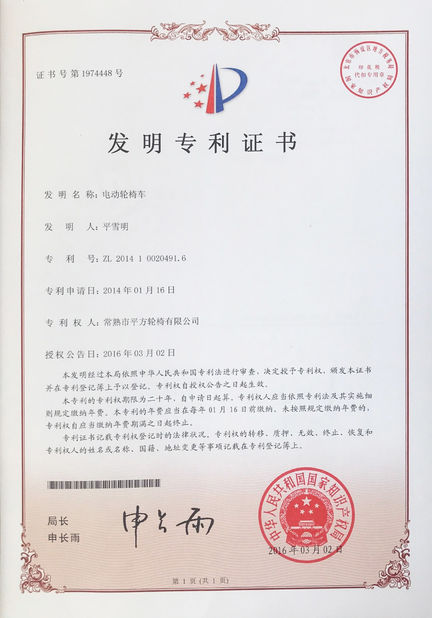 证书号第1974448号
印花税
代扣专用章
发明专利证书
发 明 名 称：电动轮椅车
发 明 人：平雪明
专 利 号：ZL 2014 1 0020491.6
专利申请日：2014年01月16日
专 利 权 人：常熟市平方轮椅有限公司
授权公告日：2016年03月02日
本发明经过本局依照中华人民共和国专利法进行审查，决定授予专利权，颁发本证书
并在专利登记簿上予以登记。专利权自授权公告之日起生效。
本专利的专利权期限为二十年，自申请日起算。专利权人应当依照专利法及其实施细
则规定缴纳年费。本专利的年费应当在每年01月16日前缴纳。未按照规定缴纳年费的，
专利权自应当缴纳年费期满之日起终止。
专利证书记载专利权登记时的法律状况。专利权的转移、质押、无效、终止、恢复和
专利权人的姓名或名称、国籍、地址变更等事项记载在专利登记簿上。
局长
申长雨
申长雨
中华人民共和国国家知识产权局
2016年03月02日
第1页(共1页)